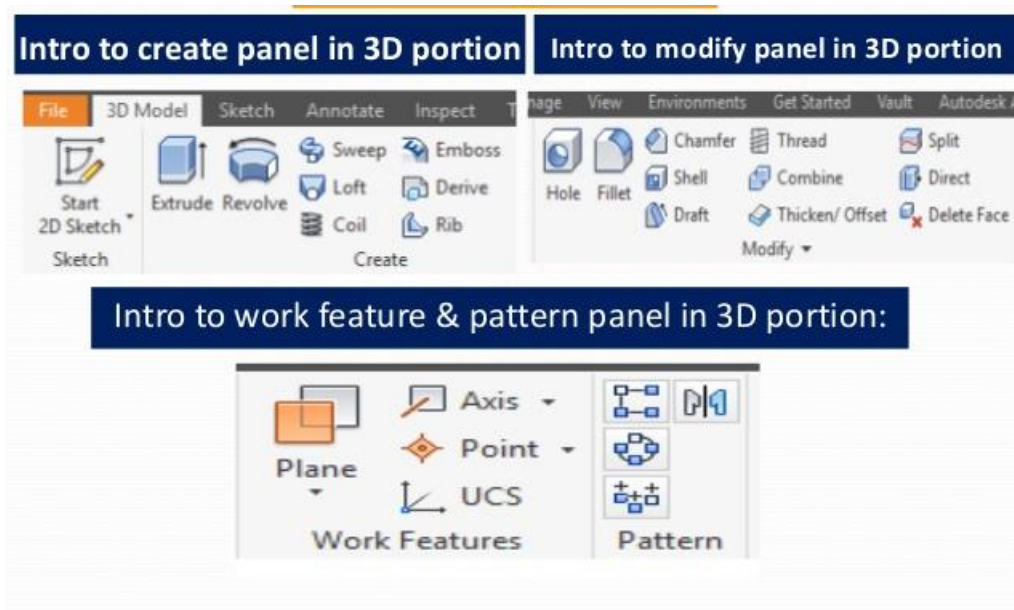 Intro to create panel in 3D portion
Intro to modify panel in 3D portion
File 3D Model Sketch Annotate Inspect
Start
2D Sketch
Sketch
Extrude Revolve
Sweep Emboss
Loft Derive
Coil Rib
Create
nage View Environments Get Started Vault Autodesk A
Hole Fillet
Chamfer Thread Split
Shell Combine Direct
Draft Thicken/ Offset Delete Face
Modify
Intro to work feature & pattern panel in 3D portion:
Plane
Axis
Point
UCS
Work Features
Pattern